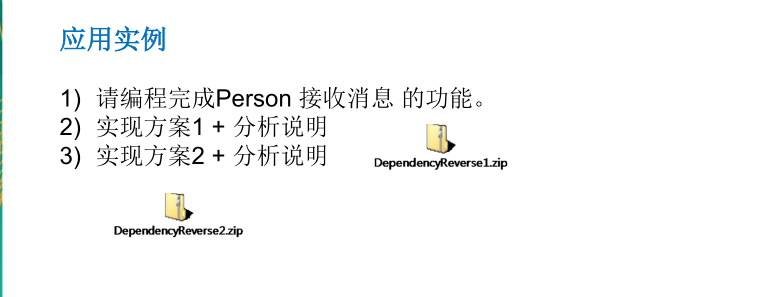 应用实例
1) 请编程完成Person 接收消息 的功能。
2) 实现方案1 + 分析说明
3) 实现方案2 + 分析说明
DependencyReverse1.zip
DependencyReverse2.zip